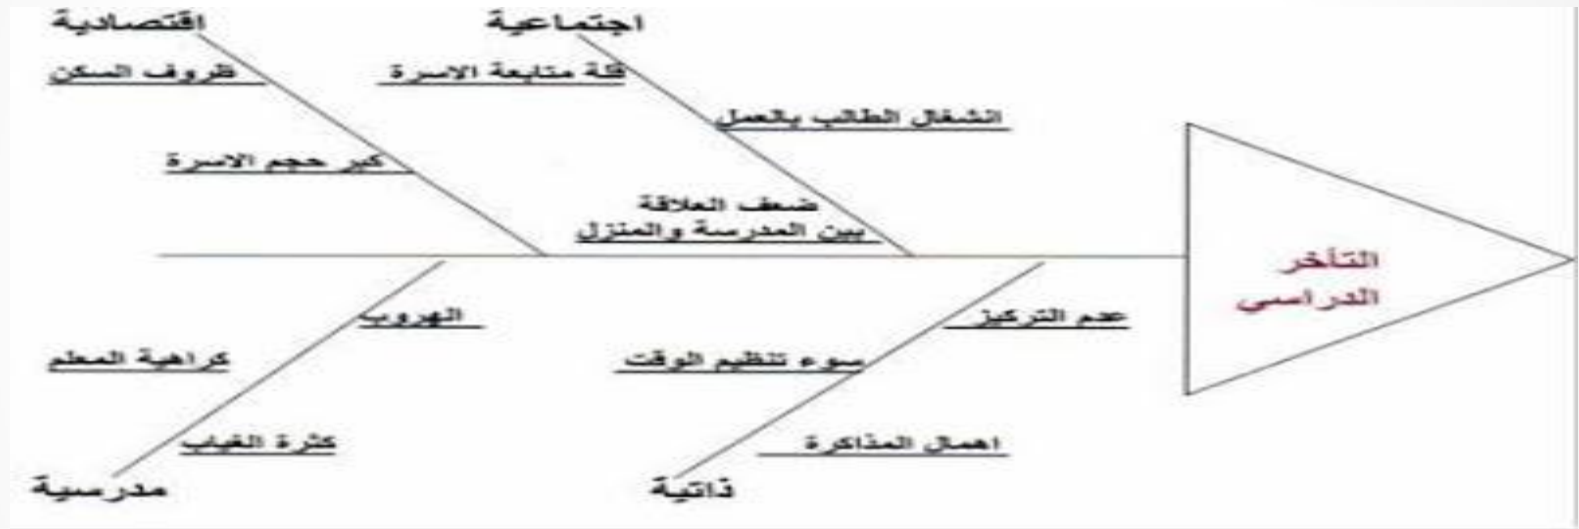 اجتماعية
قلة متابعة الاسرة
انشغال الطالب بالعمل
ضعف العلاقة
بين المدرسة والمنزل
اقتصادية
ظروف السكن
كبر حجم الاسرة
التأخر
الدراسي
عدم التركيز
سوء تنظيم الوقت
اهمال المذاكرة
ذاتية
الهروب
كراهية المعلم
كثرة الغياب
مدرسية